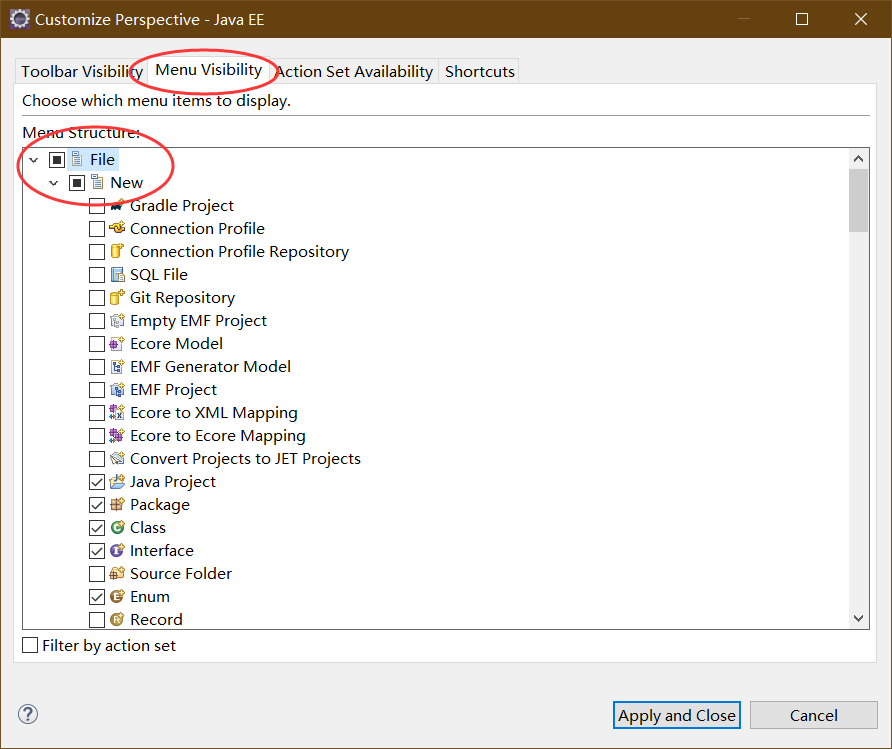 Customize Perspective - Java EE
Toolbar Visibility Menu Visibility Action Set Availability Shortcuts
Choose which menu items to display.
Menu Structure:
File
New
Gradle Project
Connection Profile
Connection Profile Repository
SQL File
Git Repository
Empty EMF Project
Ecore Model
EMF Generator Model
EMF Project
Ecore to XML Mapping
Ecore to Ecore Mapping
Convert Projects to JET Projects
Java Project
Package
Class
Interface
Source Folder
Enum
Record
Filter by action set
Apply and Close Cancel